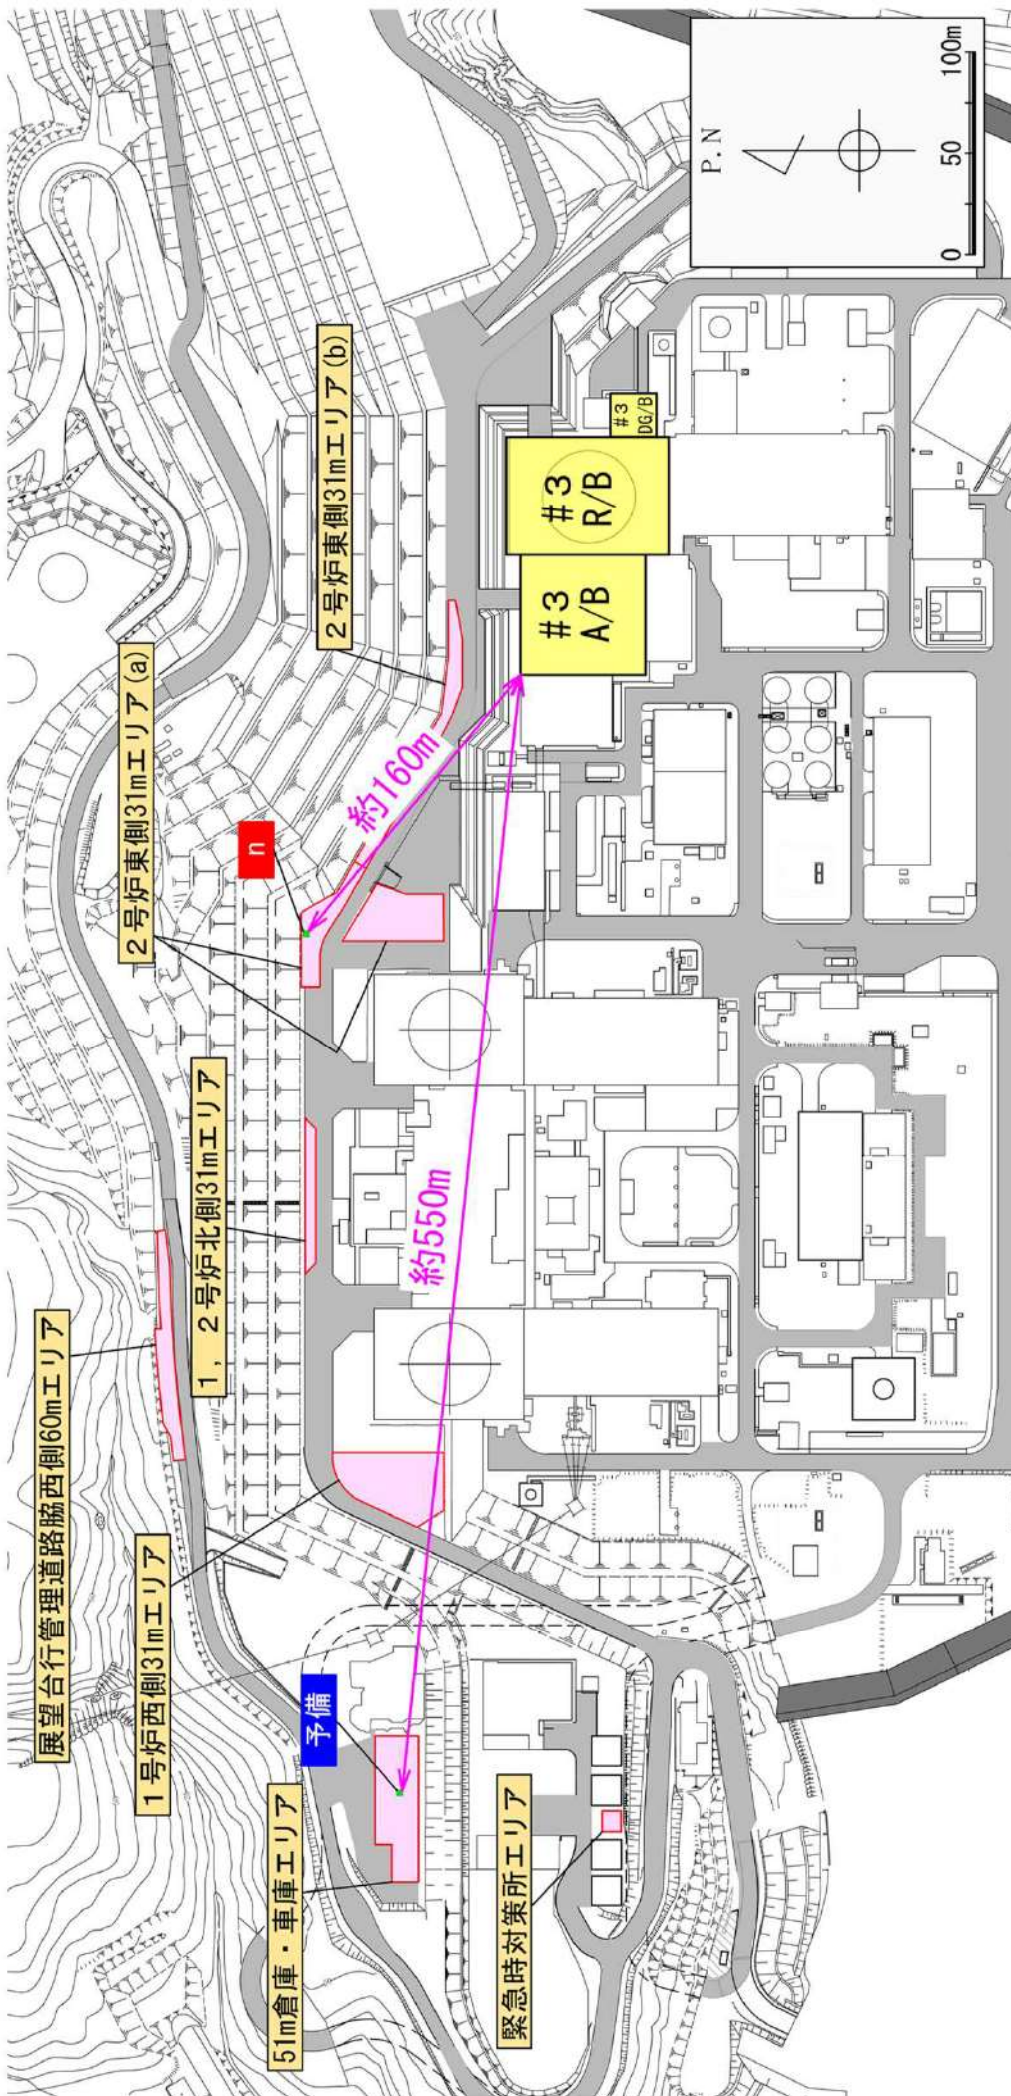 展望台行管理道路脇西側60mエリア
1号炉西側31mエリア
51m倉庫・車庫エリア
予備
緊急時対策所エリア
1, 2号炉北側31mエリア
2号炉東側31mエリア(a)
2号炉東側31mエリア(b)
n
約160m
約550m
#3
A/B
#3
R/B
#3
DG/B
P.N
0 50 100m